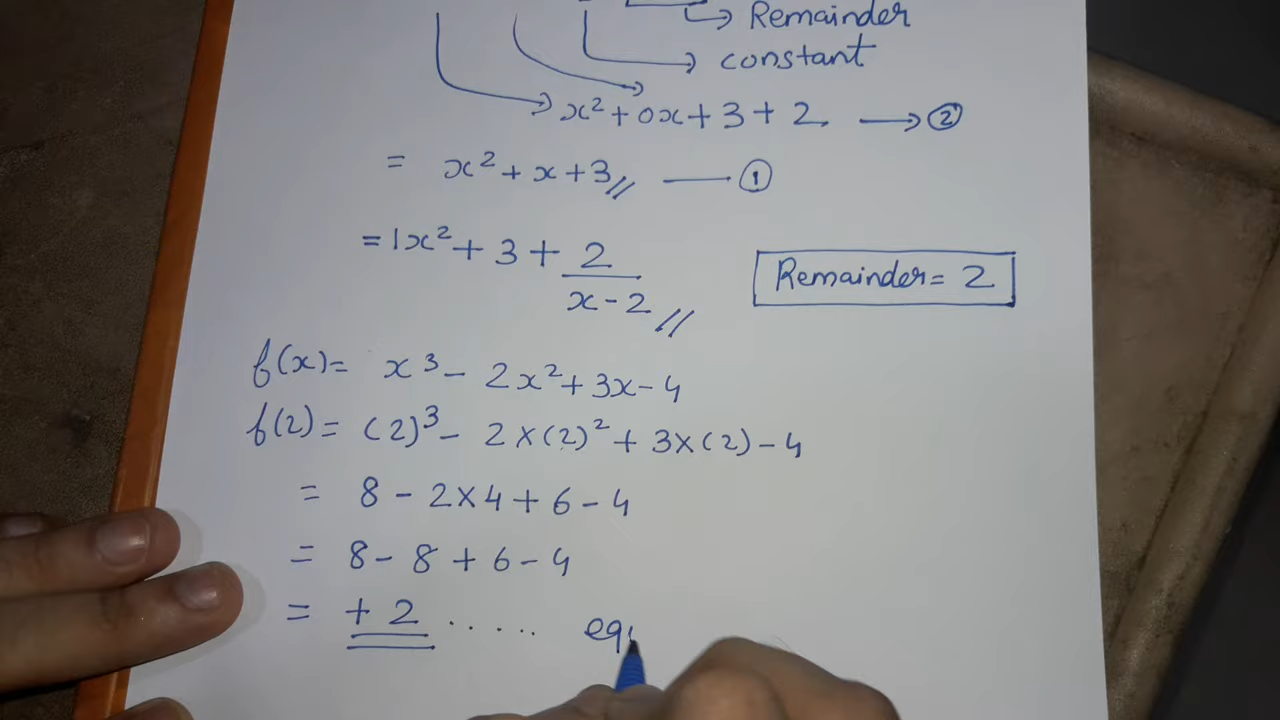 Remainder
constant
x² + 0x + 3 + 2. → ②
= x² + x + 3 // — ①
= 1x² + 3 + 2/(x - 2) //
Remainder = 2
f(x) = x³ - 2x² + 3x - 4
f(2) = (2)³ - 2×(2)² + 3×(2) - 4
= 8 - 2×4 + 6 - 4
= 8 - 8 + 6 - 4
= + 2 ..... equ